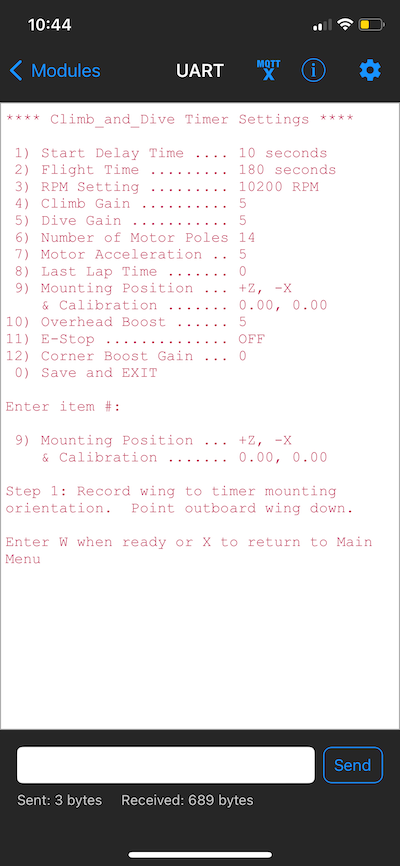 10:44
Modules
UART
MQTT
X
**** Climb_and_Dive Timer Settings ****
1) Start Delay Time .... 10 seconds
2) Flight Time ......... 180 seconds
3) RPM Setting ......... 10200 RPM
4) Climb Gain .......... 5
5) Dive Gain ........... 5
6) Number of Motor Poles 14
7) Motor Acceleration .. 5
8) Last Lap Time ....... 0
9) Mounting Position ... +Z, -X
& Calibration ....... 0.00, 0.00
10) Overhead Boost ...... 5
11) E-Stop .............. OFF
12) Corner Boost Gain ... 0
0) Save and EXIT
Enter item #:
9) Mounting Position ... +Z, -X
& Calibration ....... 0.00, 0.00
Step 1: Record wing to timer mounting
orientation.  Point outboard wing down.
Enter W when ready or X to return to Main
Menu
Send
Sent: 3 bytes Received: 689 bytes